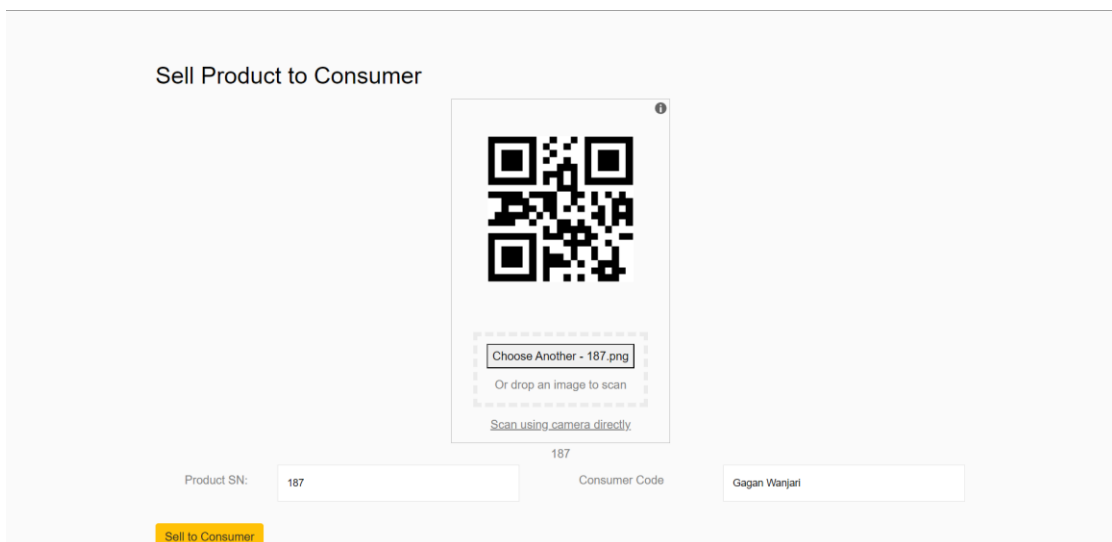 Sell Product to Consumer
Choose Another - 187.png
Or drop an image to scan
Scan using camera directly
187
Product SN: 187 Consumer Code Gagan Wanjari
Sell to Consumer